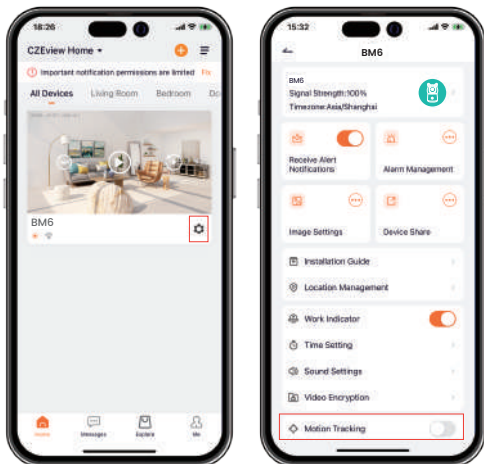 18:26
CZEview Home
Important notification permissions are limited Fix
All Devices Living Room Bedroom Do
BM6
Home Messages Explore Me
15:32
BM6
BM6
Signal Strength:100%
Timezone:Asia/Shanghai
Receive Alert
Notifications
Alarm Management
Image Settings
Device Share
Installation Guide
Location Management
Work Indicator
Time Setting
Sound Settings
Video Encryption
Motion Tracking